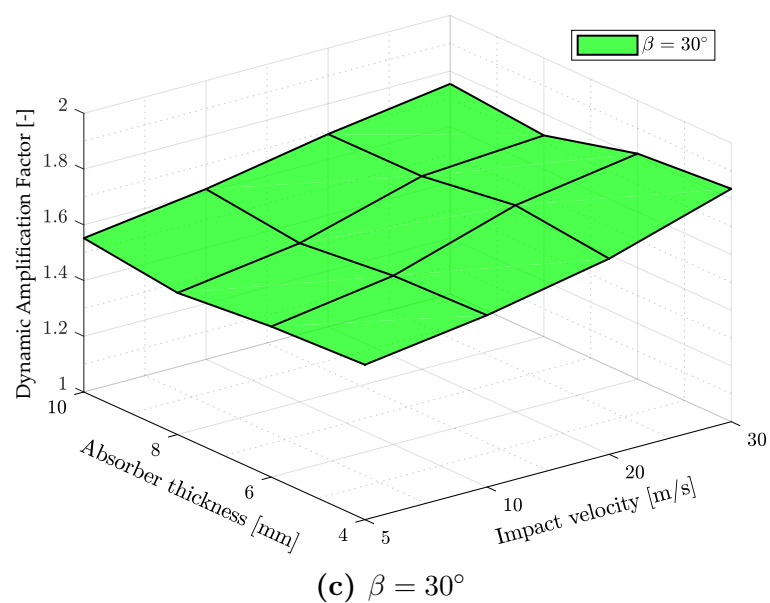 β = 30°
Dynamic Amplification Factor [-]
2
1.8
1.6
1.4
1.2
1
10
8
6
4
Absorber thickness [mm]
5
10
20
30
Impact velocity [m/s]
(c) β = 30°